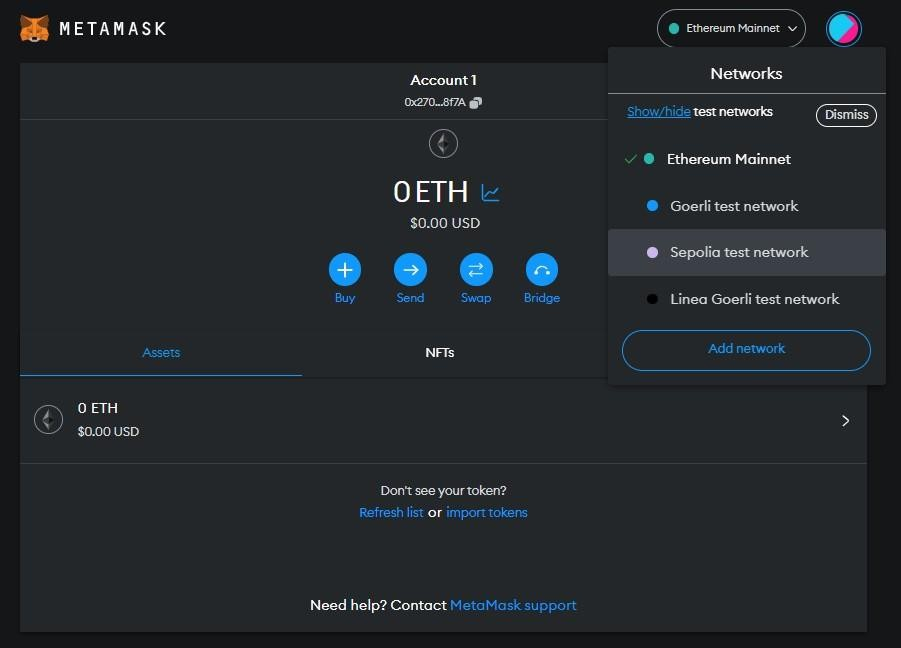 METAMASK
Ethereum Mainnet
Account 1
0x270...8f7A
0 ETH
$0.00 USD
Buy Send Swap Bridge
Assets NFTs
0 ETH
$0.00 USD
Don't see your token?
Refresh list or import tokens
Need help? Contact MetaMask support
Networks
Show/hide test networks
Dismiss
Ethereum Mainnet
Goerli test network
Sepolia test network
Linea Goerli test network
Add network